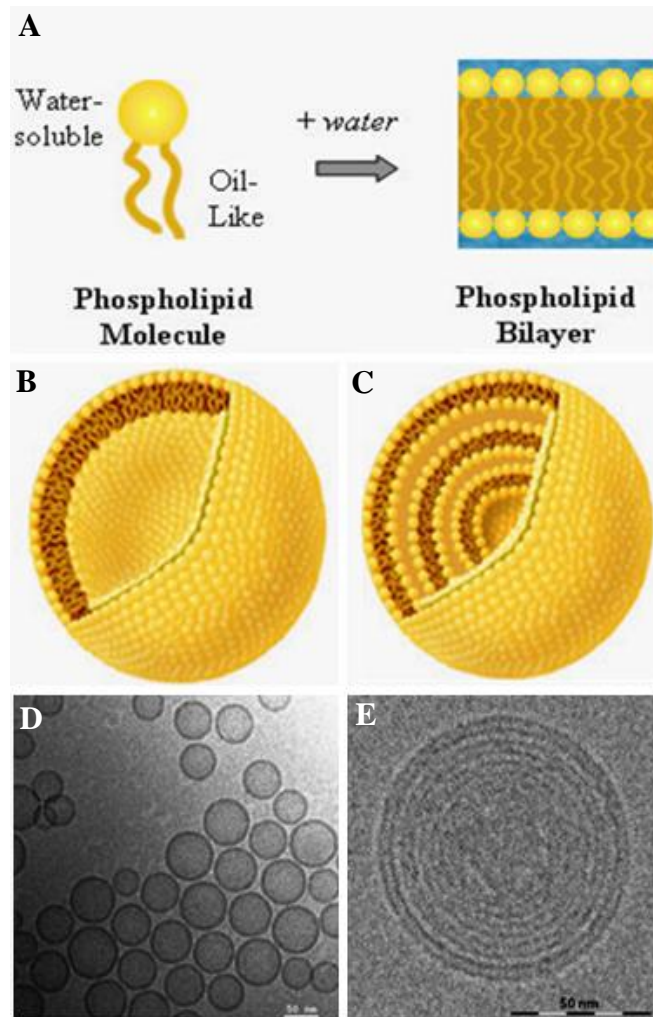 A
Water-
soluble
Oil-
Like
+ water
Phospholipid
Molecule
Phospholipid
Bilayer
B
C
D
50 nm
E
50 nm